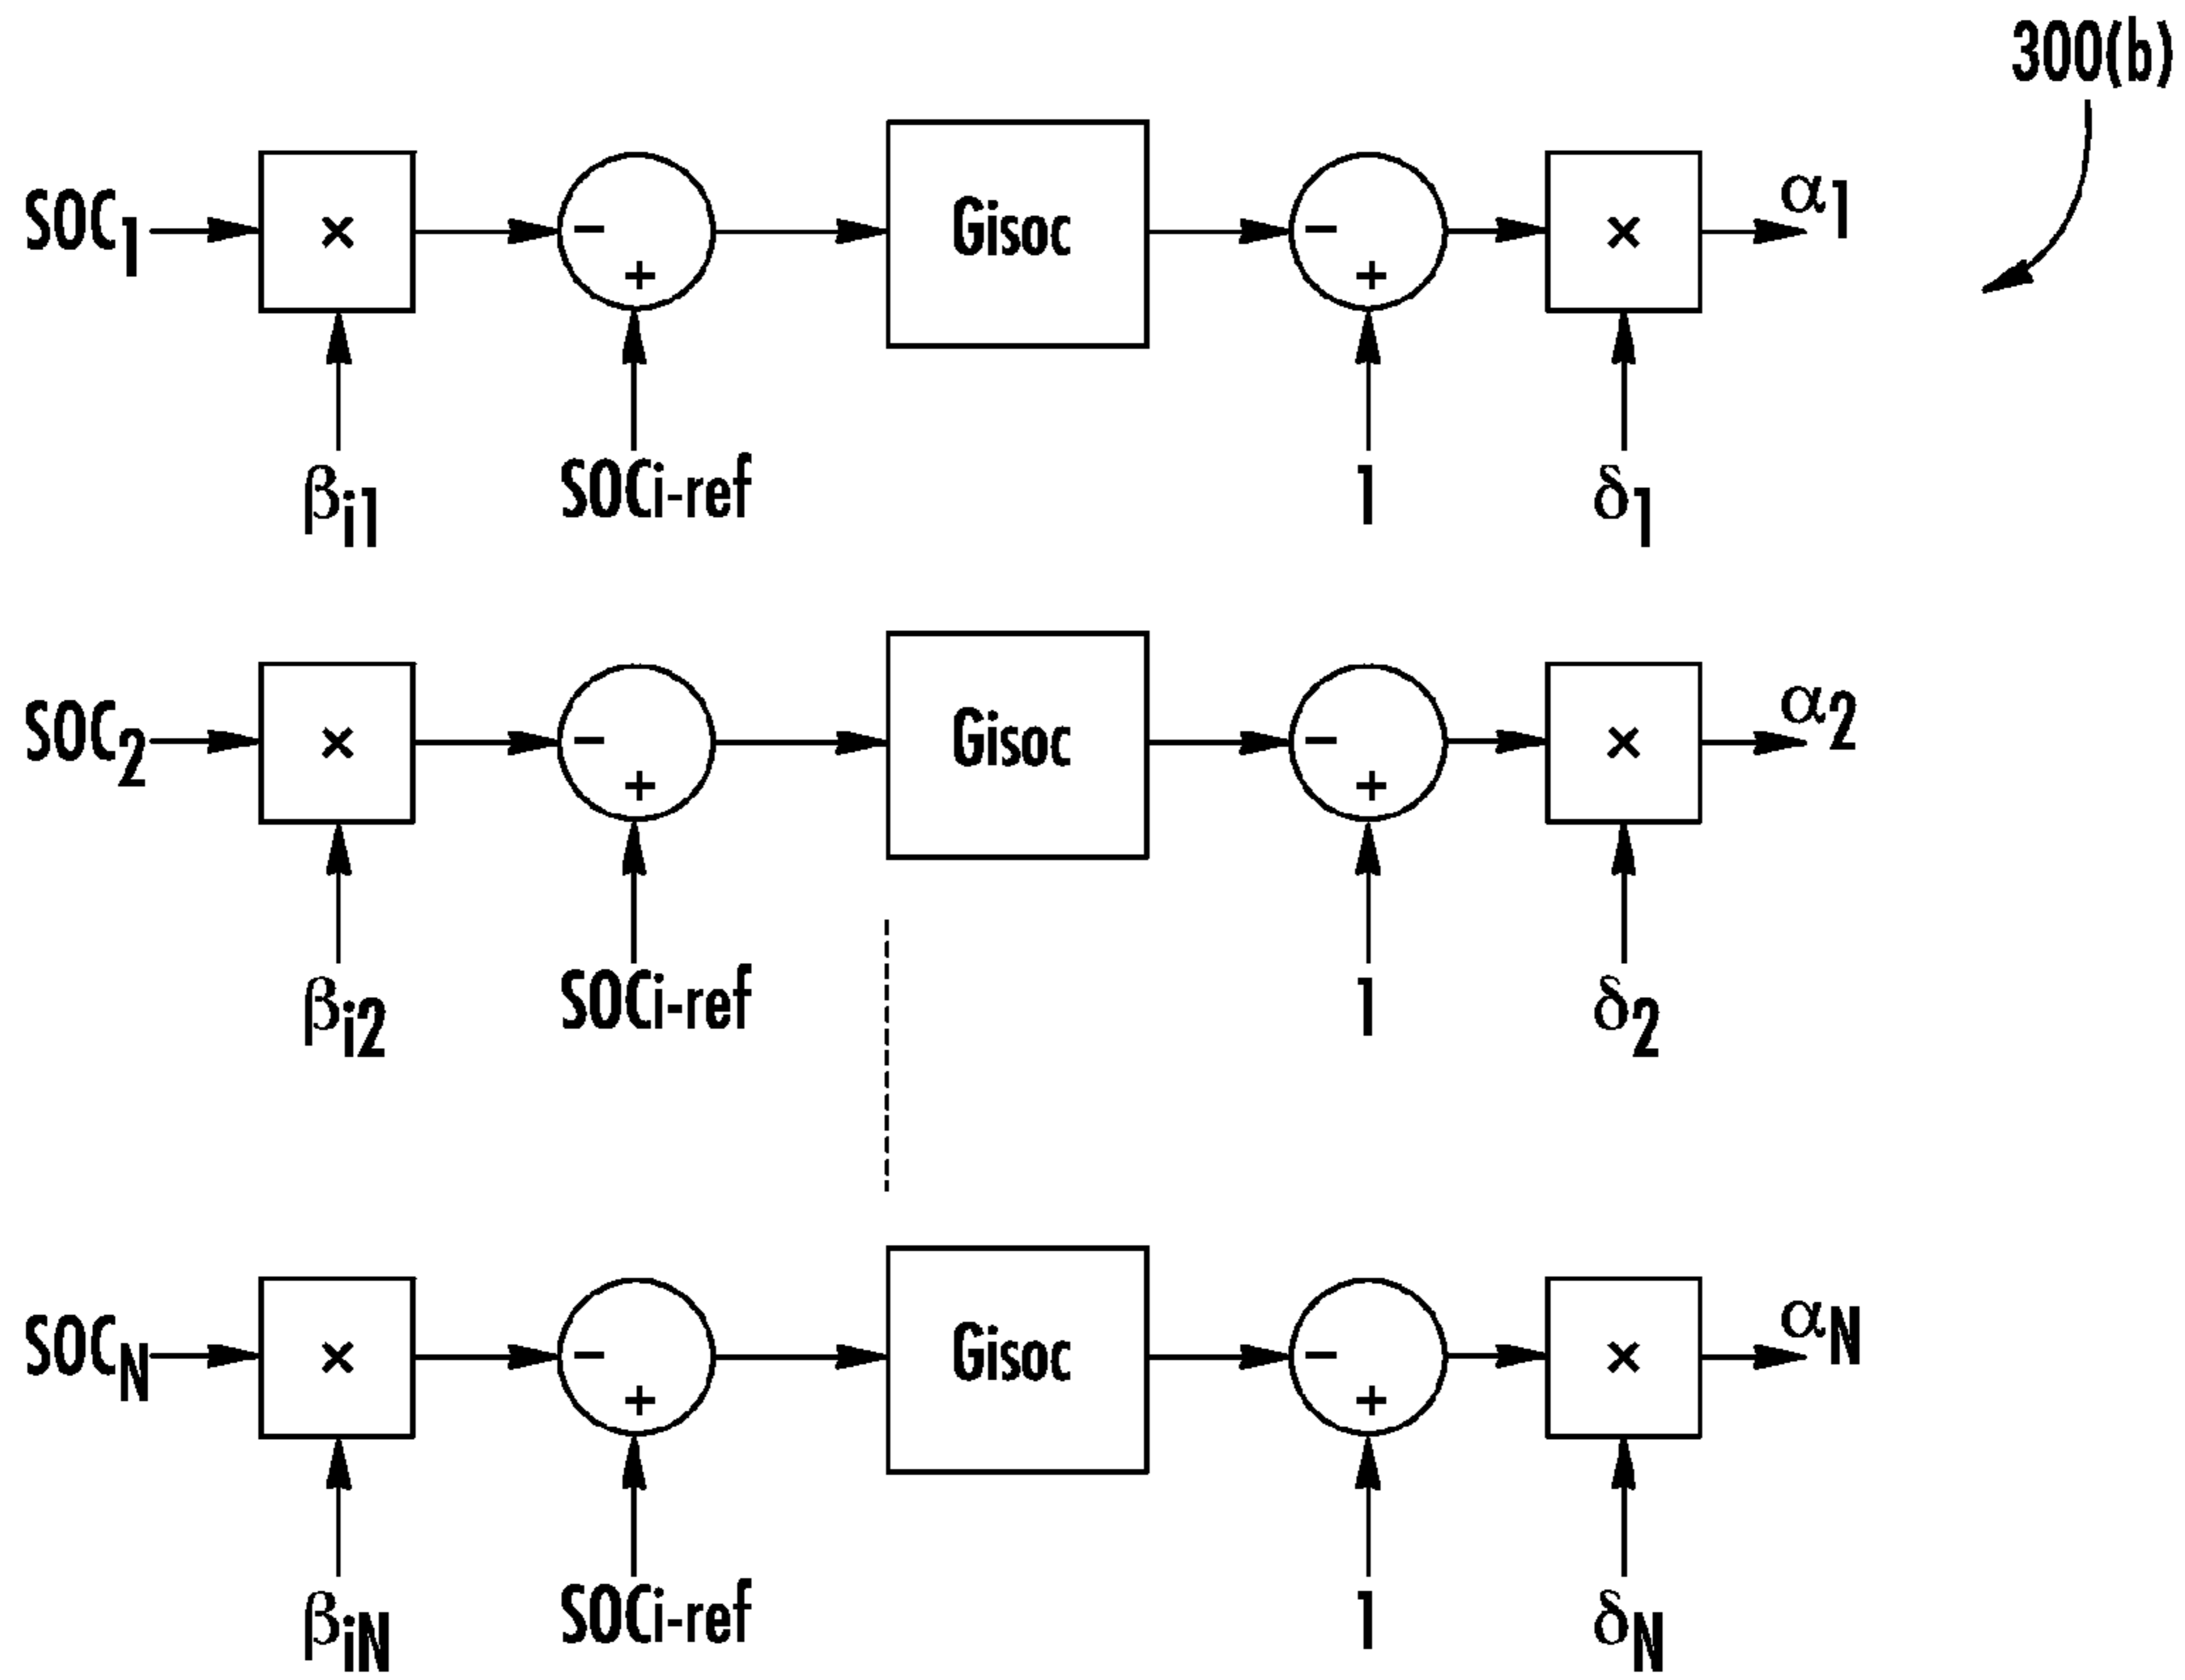 300(b)
SOC1 × − + Gisoc − + × α1
βi1 SOCi-ref 1 δ1
SOC2 × − + Gisoc − + × α2
βi2 SOCi-ref 1 δ2
SOCN × − + Gisoc − + × αN
βiN SOCi-ref 1 δN